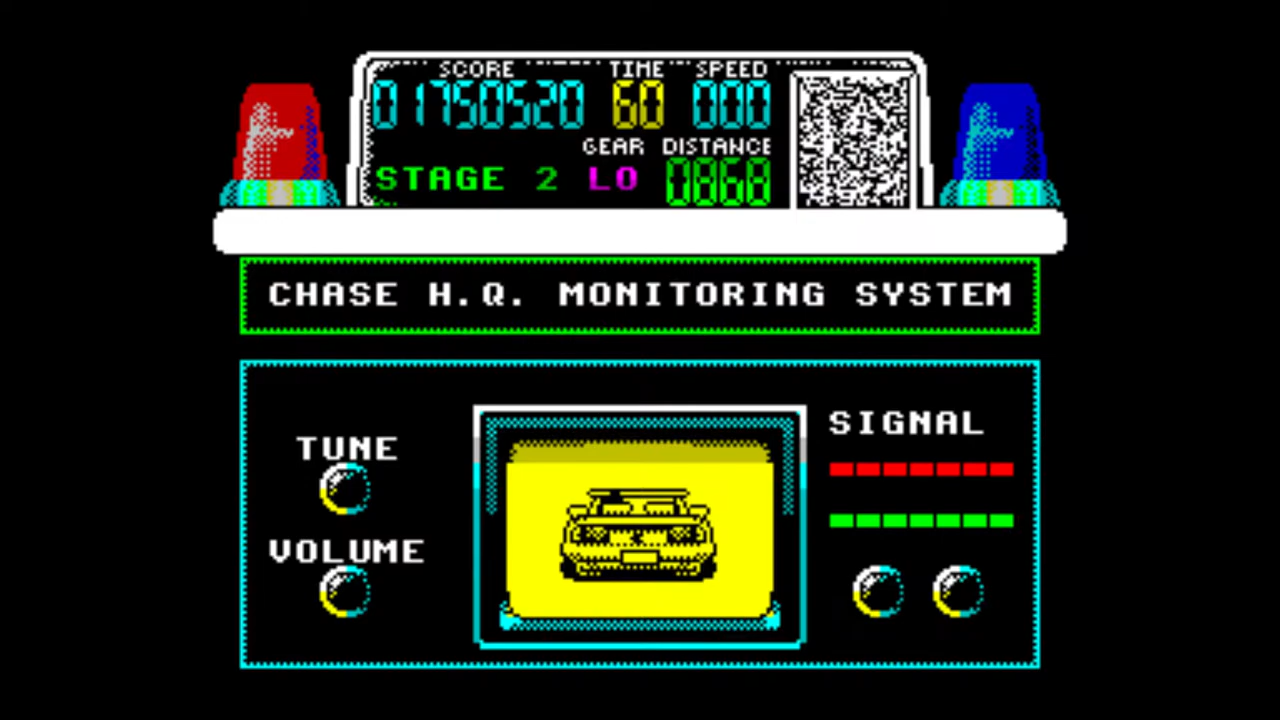 SCORE TIME SPEED
01750520 60 000
GEAR DISTANCE
STAGE 2 LO 0868
CHASE H.Q. MONITORING SYSTEM
SIGNAL
TUNE
VOLUME